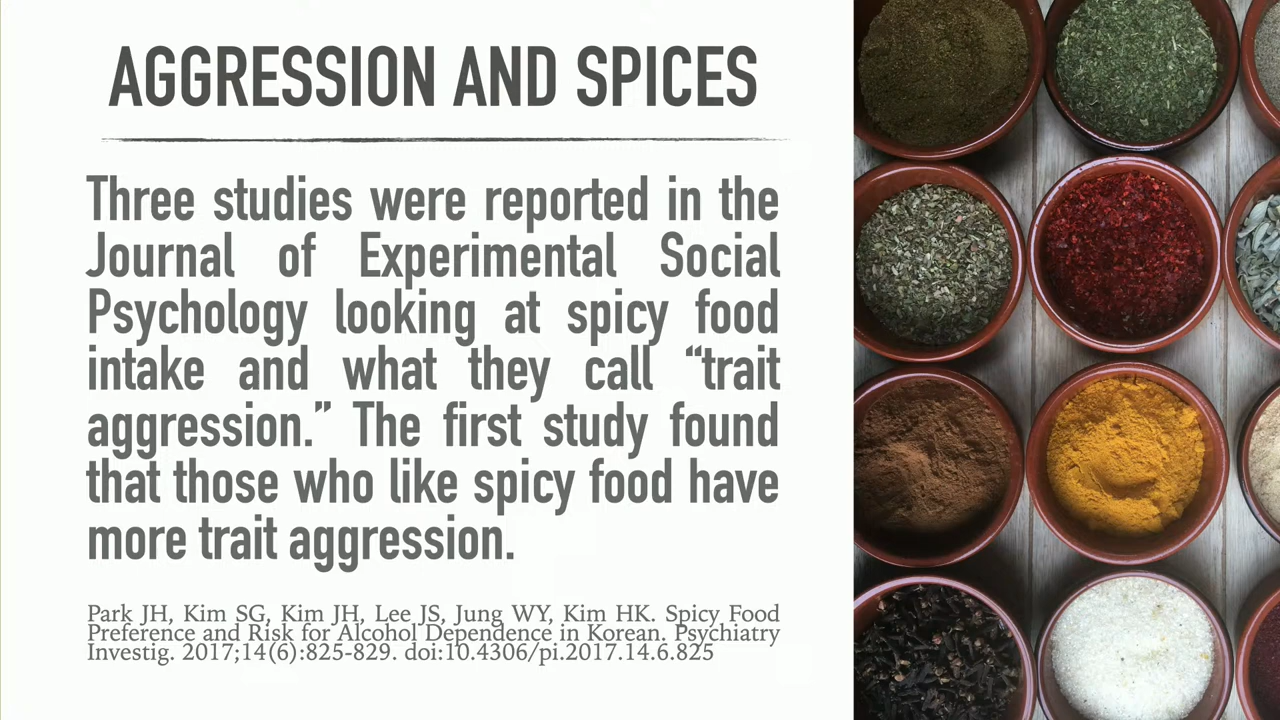 AGGRESSION AND SPICES
Three studies were reported in the
Journal of Experimental Social
Psychology looking at spicy food
intake and what they call “trait
aggression.” The first study found
that those who like spicy food have
more trait aggression.
Park JH, Kim SG, Kim JH, Lee JS, Jung WY, Kim HK. Spicy Food
Preference and Risk for Alcohol Dependence in Korean. Psychiatry
Investig. 2017;14(6):825-829. doi:10.4306/pi.2017.14.6.825